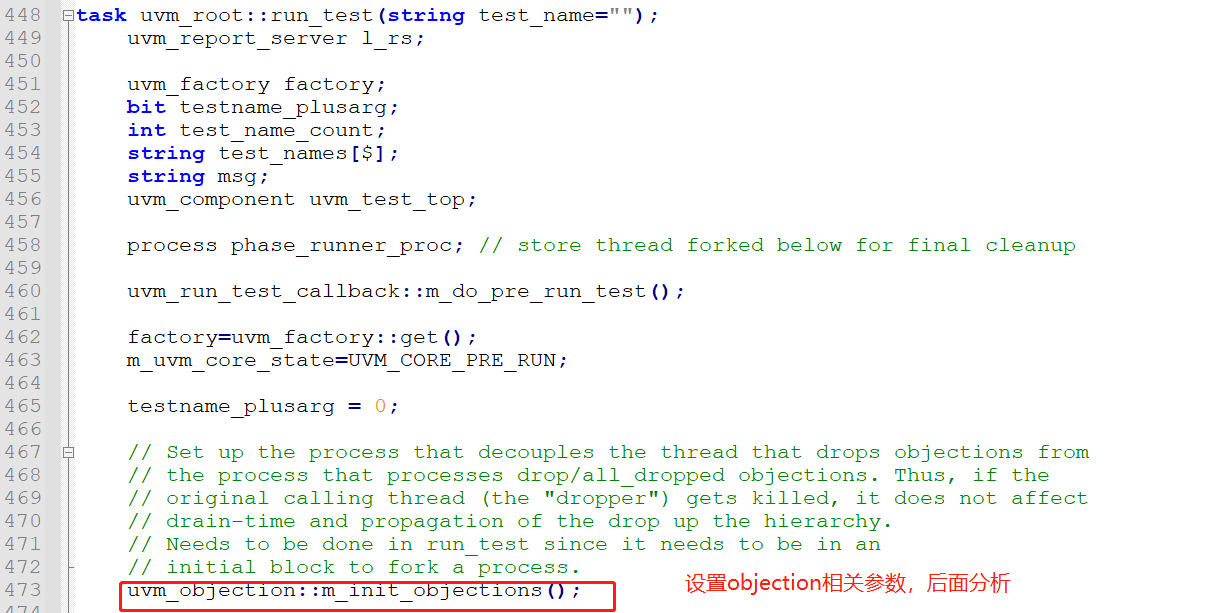 448 task uvm_root::run_test(string test_name="");
449 uvm_report_server l_rs;
450
451 uvm_factory factory;
452 bit testname_plusarg;
453 int test_name_count;
454 string test_names[$];
455 string msg;
456 uvm_component uvm_test_top;
457
458 process phase_runner_proc; // store thread forked below for final cleanup
459
460 uvm_run_test_callback::m_do_pre_run_test();
461
462 factory=uvm_factory::get();
463 m_uvm_core_state=UVM_CORE_PRE_RUN;
464
465 testname_plusarg = 0;
466
467 // Set up the process that decouples the thread that drops objections from
468 // the process that processes drop/all_dropped objections. Thus, if the
469 // original calling thread (the "dropper") gets killed, it does not affect
470 // drain-time and propagation of the drop up the hierarchy.
471 // Needs to be done in run_test since it needs to be in an
472 // initial block to fork a process.
473 uvm_objection::m_init_objections(); 设置objection相关参数，后面分析
474